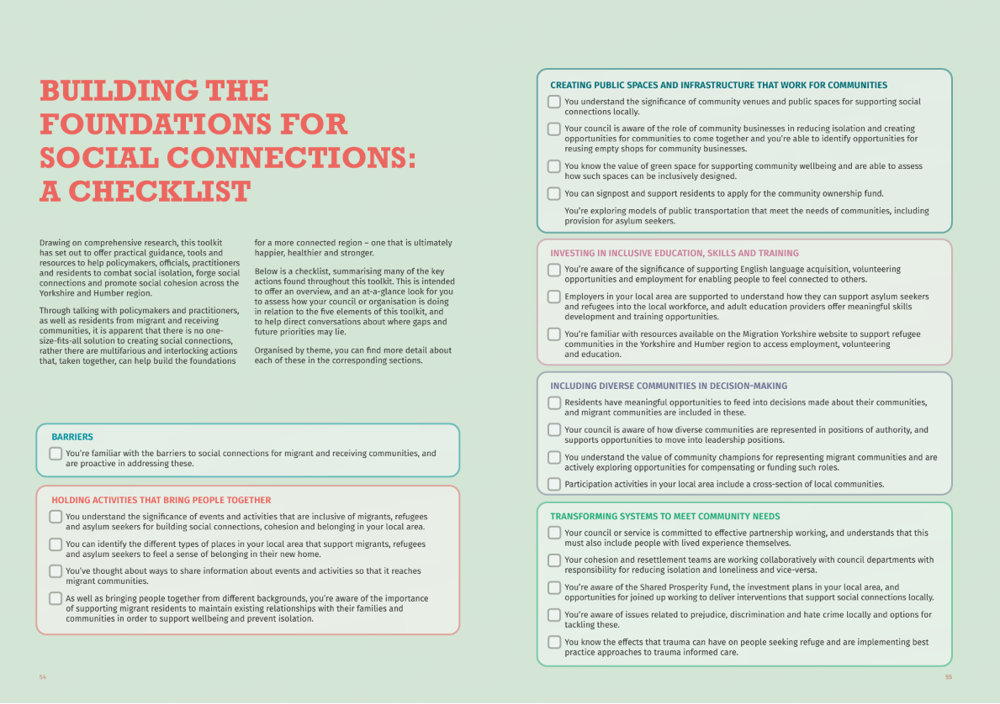 BUILDING THE
FOUNDATIONS FOR
SOCIAL CONNECTIONS:
A CHECKLIST
Drawing on comprehensive research, this toolkit
has set out to offer practical guidance, tools and
resources to help policymakers, officials, practitioners
and residents to combat social isolation, forge social
connections and promote social cohesion across the
Yorkshire and Humber region.
Through talking with policymakers and practitioners,
as well as residents from migrant and receiving
communities, it is apparent that there is no one-
size-fits-all solution to creating social connections,
rather there are multifarious and interlocking actions
that, taken together, can help build the foundations
for a more connected region – one that is ultimately
happier, healthier and stronger.
Below is a checklist, summarising many of the key
actions found throughout this toolkit. This is intended
to offer an overview, and an at-a-glance look for you
to assess how your council or organisation is doing
in relation to the five elements of this toolkit, and
to help direct conversations about where gaps and
future priorities may lie.
Organised by theme, you can find more detail about
each of these in the corresponding sections.
BARRIERS
You're familiar with the barriers to social connections for migrant and receiving communities, and
are proactive in addressing these.
HOLDING ACTIVITIES THAT BRING PEOPLE TOGETHER
You understand the significance of events and activities that are inclusive of migrants, refugees
and asylum seekers for building social connections, cohesion and belonging in your local area.
You can identify the different types of places in your local area that support migrants, refugees
and asylum seekers to feel a sense of belonging in their new home.
You've thought about ways to share information about events and activities so that it reaches
migrant communities.
As well as bringing people together from different backgrounds, you're aware of the importance
of supporting migrant residents to maintain existing relationships with their families and
communities in order to support wellbeing and prevent isolation.
54
CREATING PUBLIC SPACES AND INFRASTRUCTURE THAT WORK FOR COMMUNITIES
You understand the significance of community venues and public spaces for supporting social
connections locally.
Your council is aware of the role of community businesses in reducing isolation and creating
opportunities for communities to come together and you're able to identify opportunities for
reusing empty shops for community businesses.
You know the value of green space for supporting community wellbeing and are able to assess
how such spaces can be inclusively designed.
You can signpost and support residents to apply for the community ownership fund.
You're exploring models of public transportation that meet the needs of communities, including
provision for asylum seekers.
INVESTING IN INCLUSIVE EDUCATION, SKILLS AND TRAINING
You're aware of the significance of supporting English language acquisition, volunteering
opportunities and employment for enabling people to feel connected to others.
Employers in your local area are supported to understand how they can support asylum seekers
and refugees into the local workforce, and adult education providers offer meaningful skills
development and training opportunities.
You're familiar with resources available on the Migration Yorkshire website to support refugee
communities in the Yorkshire and Humber region to access employment, volunteering
and education.
INCLUDING DIVERSE COMMUNITIES IN DECISION-MAKING
Residents have meaningful opportunities to feed into decisions made about their communities,
and migrant communities are included in these.
Your council is aware of how diverse communities are represented in positions of authority, and
supports opportunities to move into leadership positions.
You understand the value of community champions for representing migrant communities and are
actively exploring opportunities for compensating or funding such roles.
Participation activities in your local area include a cross-section of local communities.
TRANSFORMING SYSTEMS TO MEET COMMUNITY NEEDS
Your council or service is committed to effective partnership working, and understands that this
must also include people with lived experience themselves.
Your cohesion and resettlement teams are working collaboratively with council departments with
responsibility for reducing isolation and loneliness and vice-versa.
You're aware of the Shared Prosperity Fund, the investment plans in your local area, and
opportunities for joined up working to deliver interventions that support social connections locally.
You're aware of issues related to prejudice, discrimination and hate crime locally and options for
tackling these.
You know the effects that trauma can have on people seeking refuge and are implementing best
practice approaches to trauma informed care.
55